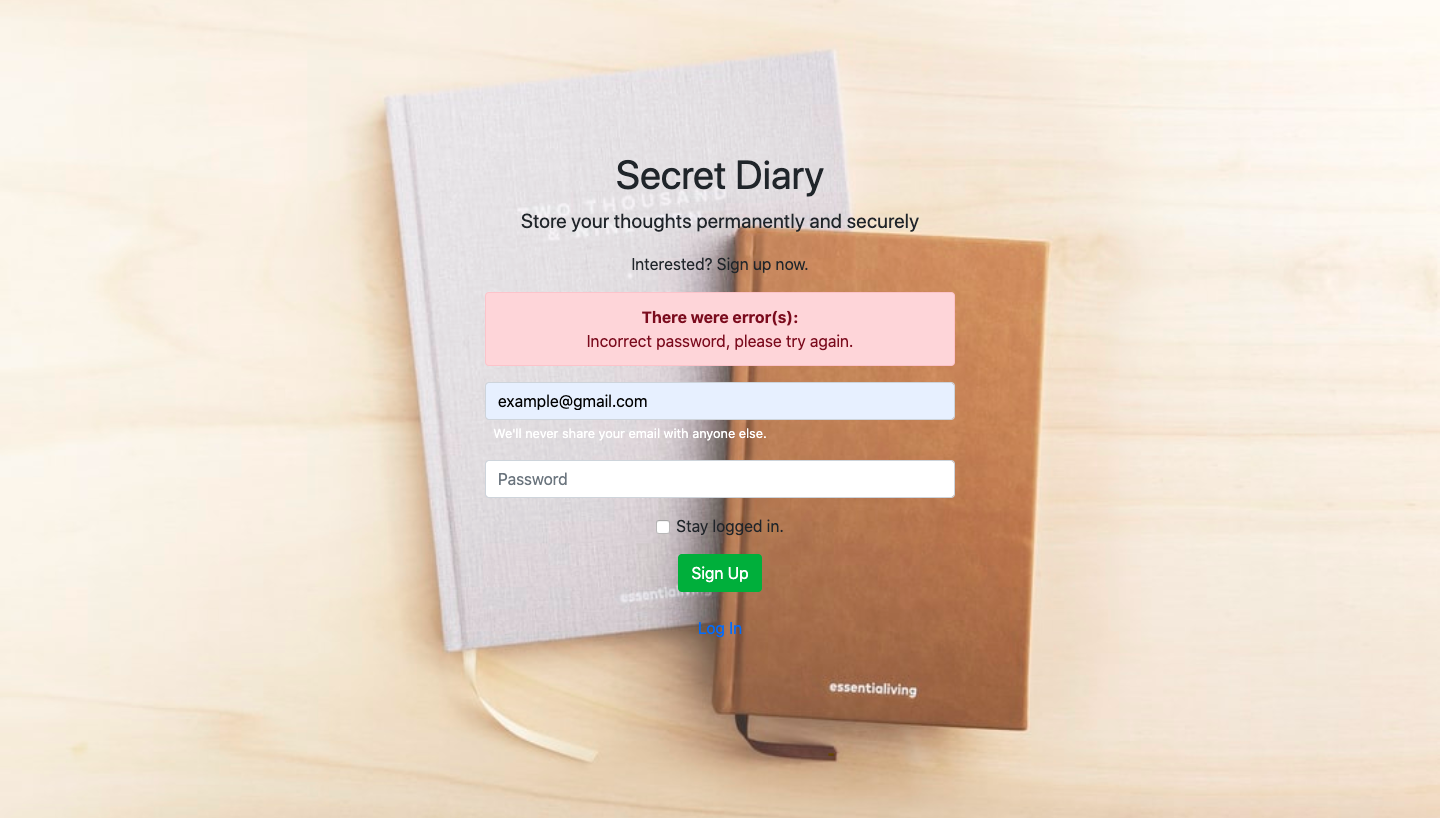 Secret Diary
TWO THOUSAND
Store your thoughts permanently and securely
Interested? Sign up now.
There were error(s):
Incorrect password, please try again.
example@gmail.com
We'll never share your email with anyone else.
Password
Stay logged in.
Sign Up
essentialiving
Log In
essentialiving